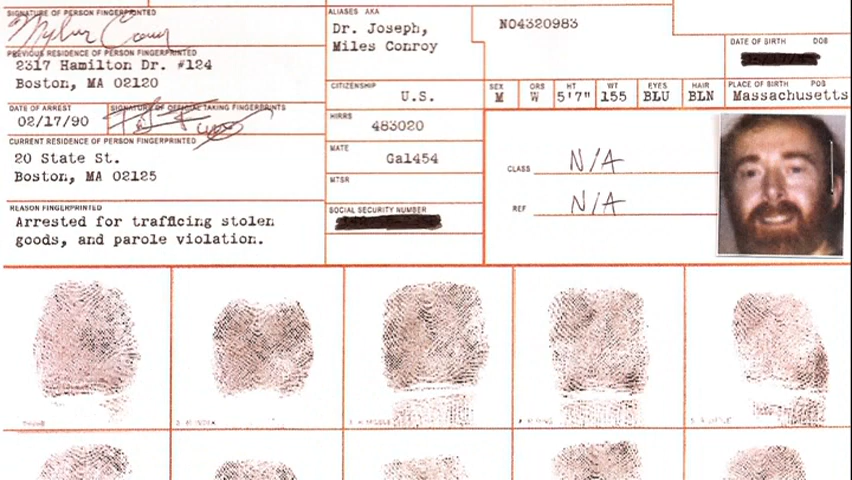 SIGNATURE OF PERSON FINGERPRINTED
PREVIOUS RESIDENCE OF PERSON FINGERPRINTED
2317 Hamilton Dr. #124
Boston, MA 02120
DATE OF ARREST
02/17/90
SIGNATURE OF OFFICIAL TAKING FINGERPRINTS
CURRENT RESIDENCE OF PERSON FINGERPRINTED
20 State St.
Boston, MA 02125
REASON FINGERPRINTED
Arrested for trafficing stolen
goods, and parole violation.
ALIASES AKA
Dr. Joseph,
Miles Conroy
NO4320983
DATE OF BIRTH DOB
CITIZENSHIP
U.S.
SEX
M
ORS
W
HT
5'7"
WT
155
EYES
BLU
HAIR
BLN
PLACE OF BIRTH POB
Massachusetts
HIRRS
483020
MATE
Gal454
MTSR
SOCIAL SECURITY NUMBER
CLASS N/A
REF N/A
THUMB